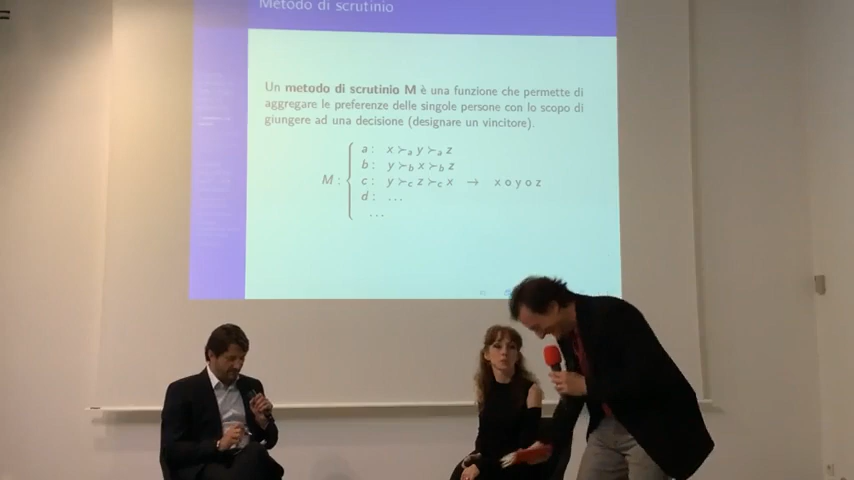 Metodo di scrutinio
Un metodo di scrutinio M è una funzione che permette di
aggregare le preferenze delle singole persone con lo scopo di
giungere ad una decisione (designare un vincitore).
a : x ≻a y ≻a z
b : y ≻b x ≻b z
M : c : y ≻c z ≻c x → x o y o z
d : ...
...